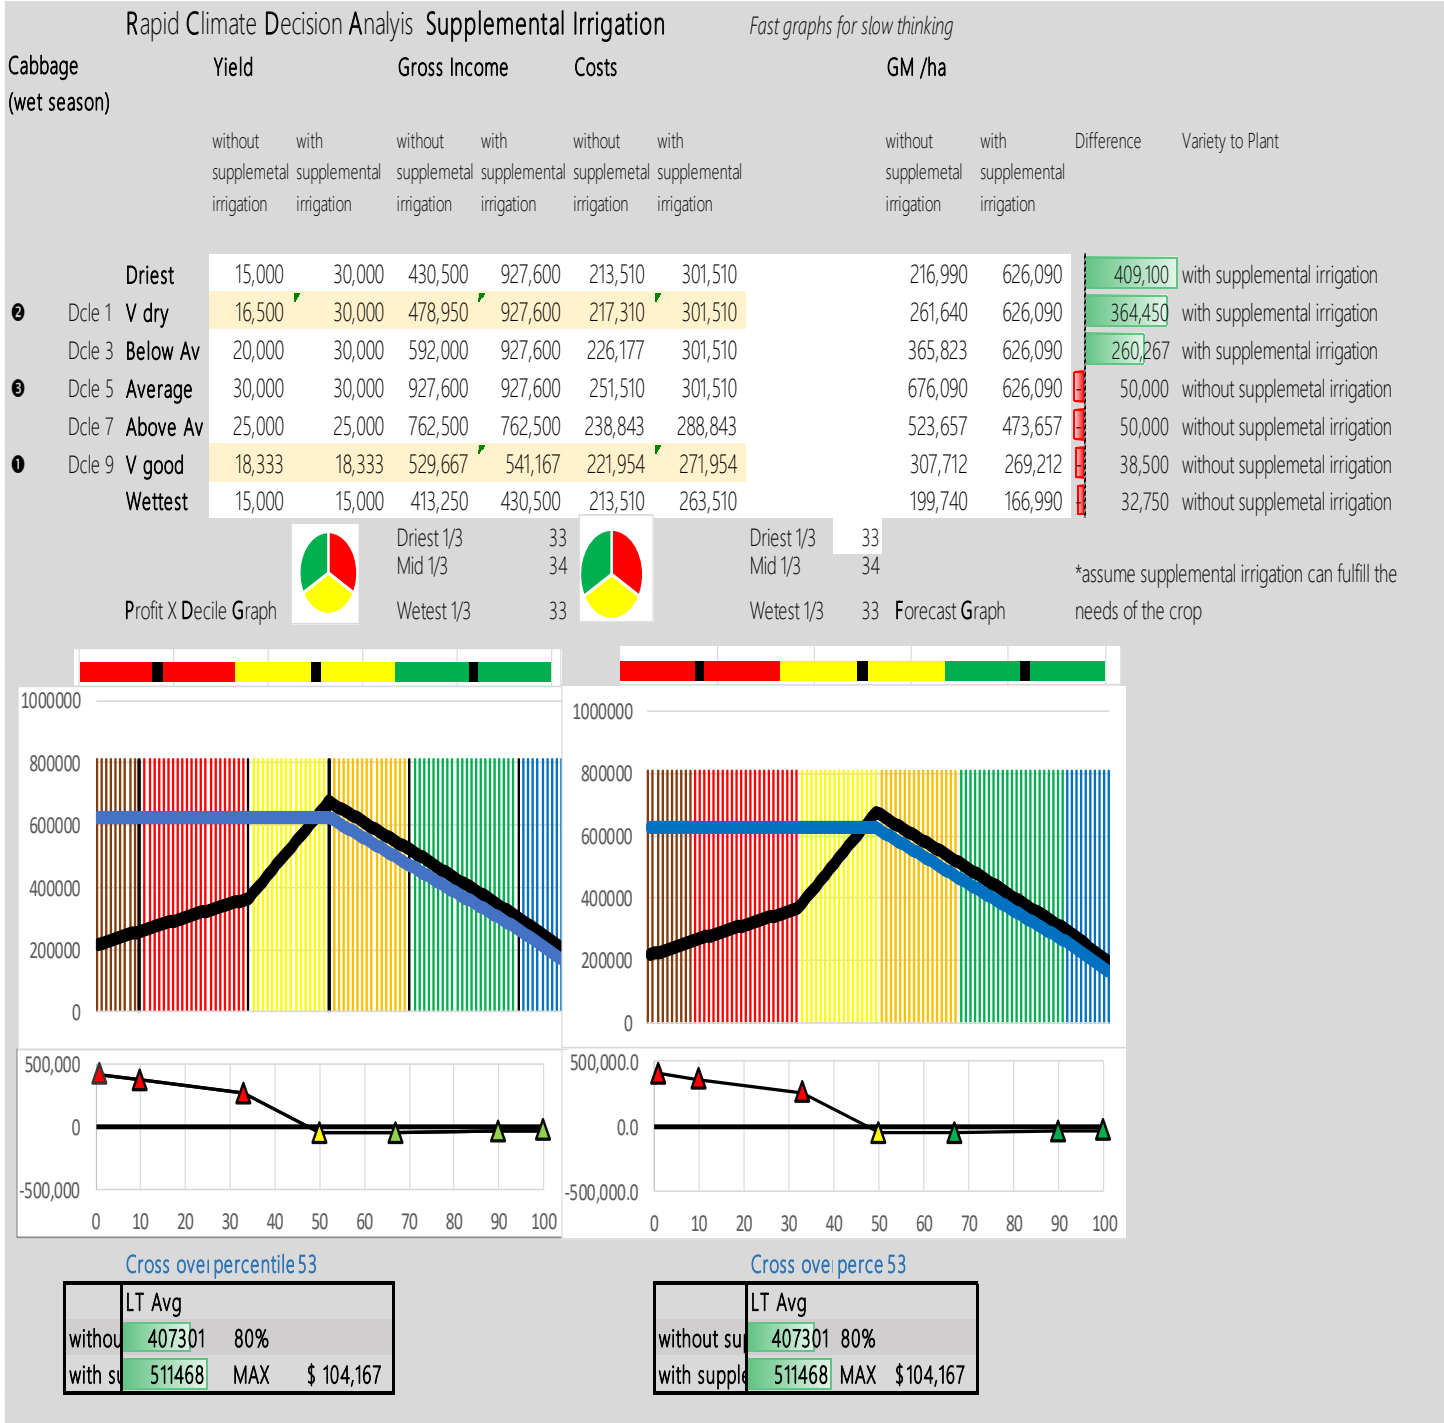 Rapid Climate Decision Analyis Supplemental Irrigation Fast graphs for slow thinking
Cabbage Yield Gross Income Costs GM /ha
(wet season)
without with without with without with without with Difference Variety to Plant
supplemetal supplemental supplemetal supplemental supplemetal supplemental supplemetal supplemental
irrigation irrigation irrigation irrigation irrigation irrigation irrigation irrigation
Driest 15,000 30,000 430,500 927,600 213,510 301,510 216,990 626,090 409,100 with supplemental irrigation
❷ Dcle 1 V dry 16,500 30,000 478,950 927,600 217,310 301,510 261,640 626,090 364,450 with supplemental irrigation
Dcle 3 Below Av 20,000 30,000 592,000 927,600 226,177 301,510 365,823 626,090 260,267 with supplemental irrigation
❸ Dcle 5 Average 30,000 30,000 927,600 927,600 251,510 301,510 676,090 626,090 - 50,000 without supplemetal irrigation
Dcle 7 Above Av 25,000 25,000 762,500 762,500 238,843 288,843 523,657 473,657 - 50,000 without supplemetal irrigation
❶ Dcle 9 V good 18,333 18,333 529,667 541,167 221,954 271,954 307,712 269,212 - 38,500 without supplemetal irrigation
Wettest 15,000 15,000 413,250 430,500 213,510 263,510 199,740 166,990 - 32,750 without supplemetal irrigation
Driest 1/3 33 Driest 1/3 33
Mid 1/3 34 Mid 1/3 34
*assume supplemental irrigation can fulfill the
Profit X Decile Graph Wetest 1/3 33 Wetest 1/3 33 Forecast Graph needs of the crop
1000000 1000000
800000 800000
600000 600000
400000 400000
200000 200000
0 0
500,000 500,000.0
0 0.0
-500,000 -500,000.0
0 10 20 30 40 50 60 70 80 90 100 0 10 20 30 40 50 60 70 80 90 100
Cross over percentile 53 Cross over perce 53
LT Avg LT Avg
withou 407301 80% without sup 407301 80%
with su 511468 MAX $ 104,167 with supple 511468 MAX $104,167